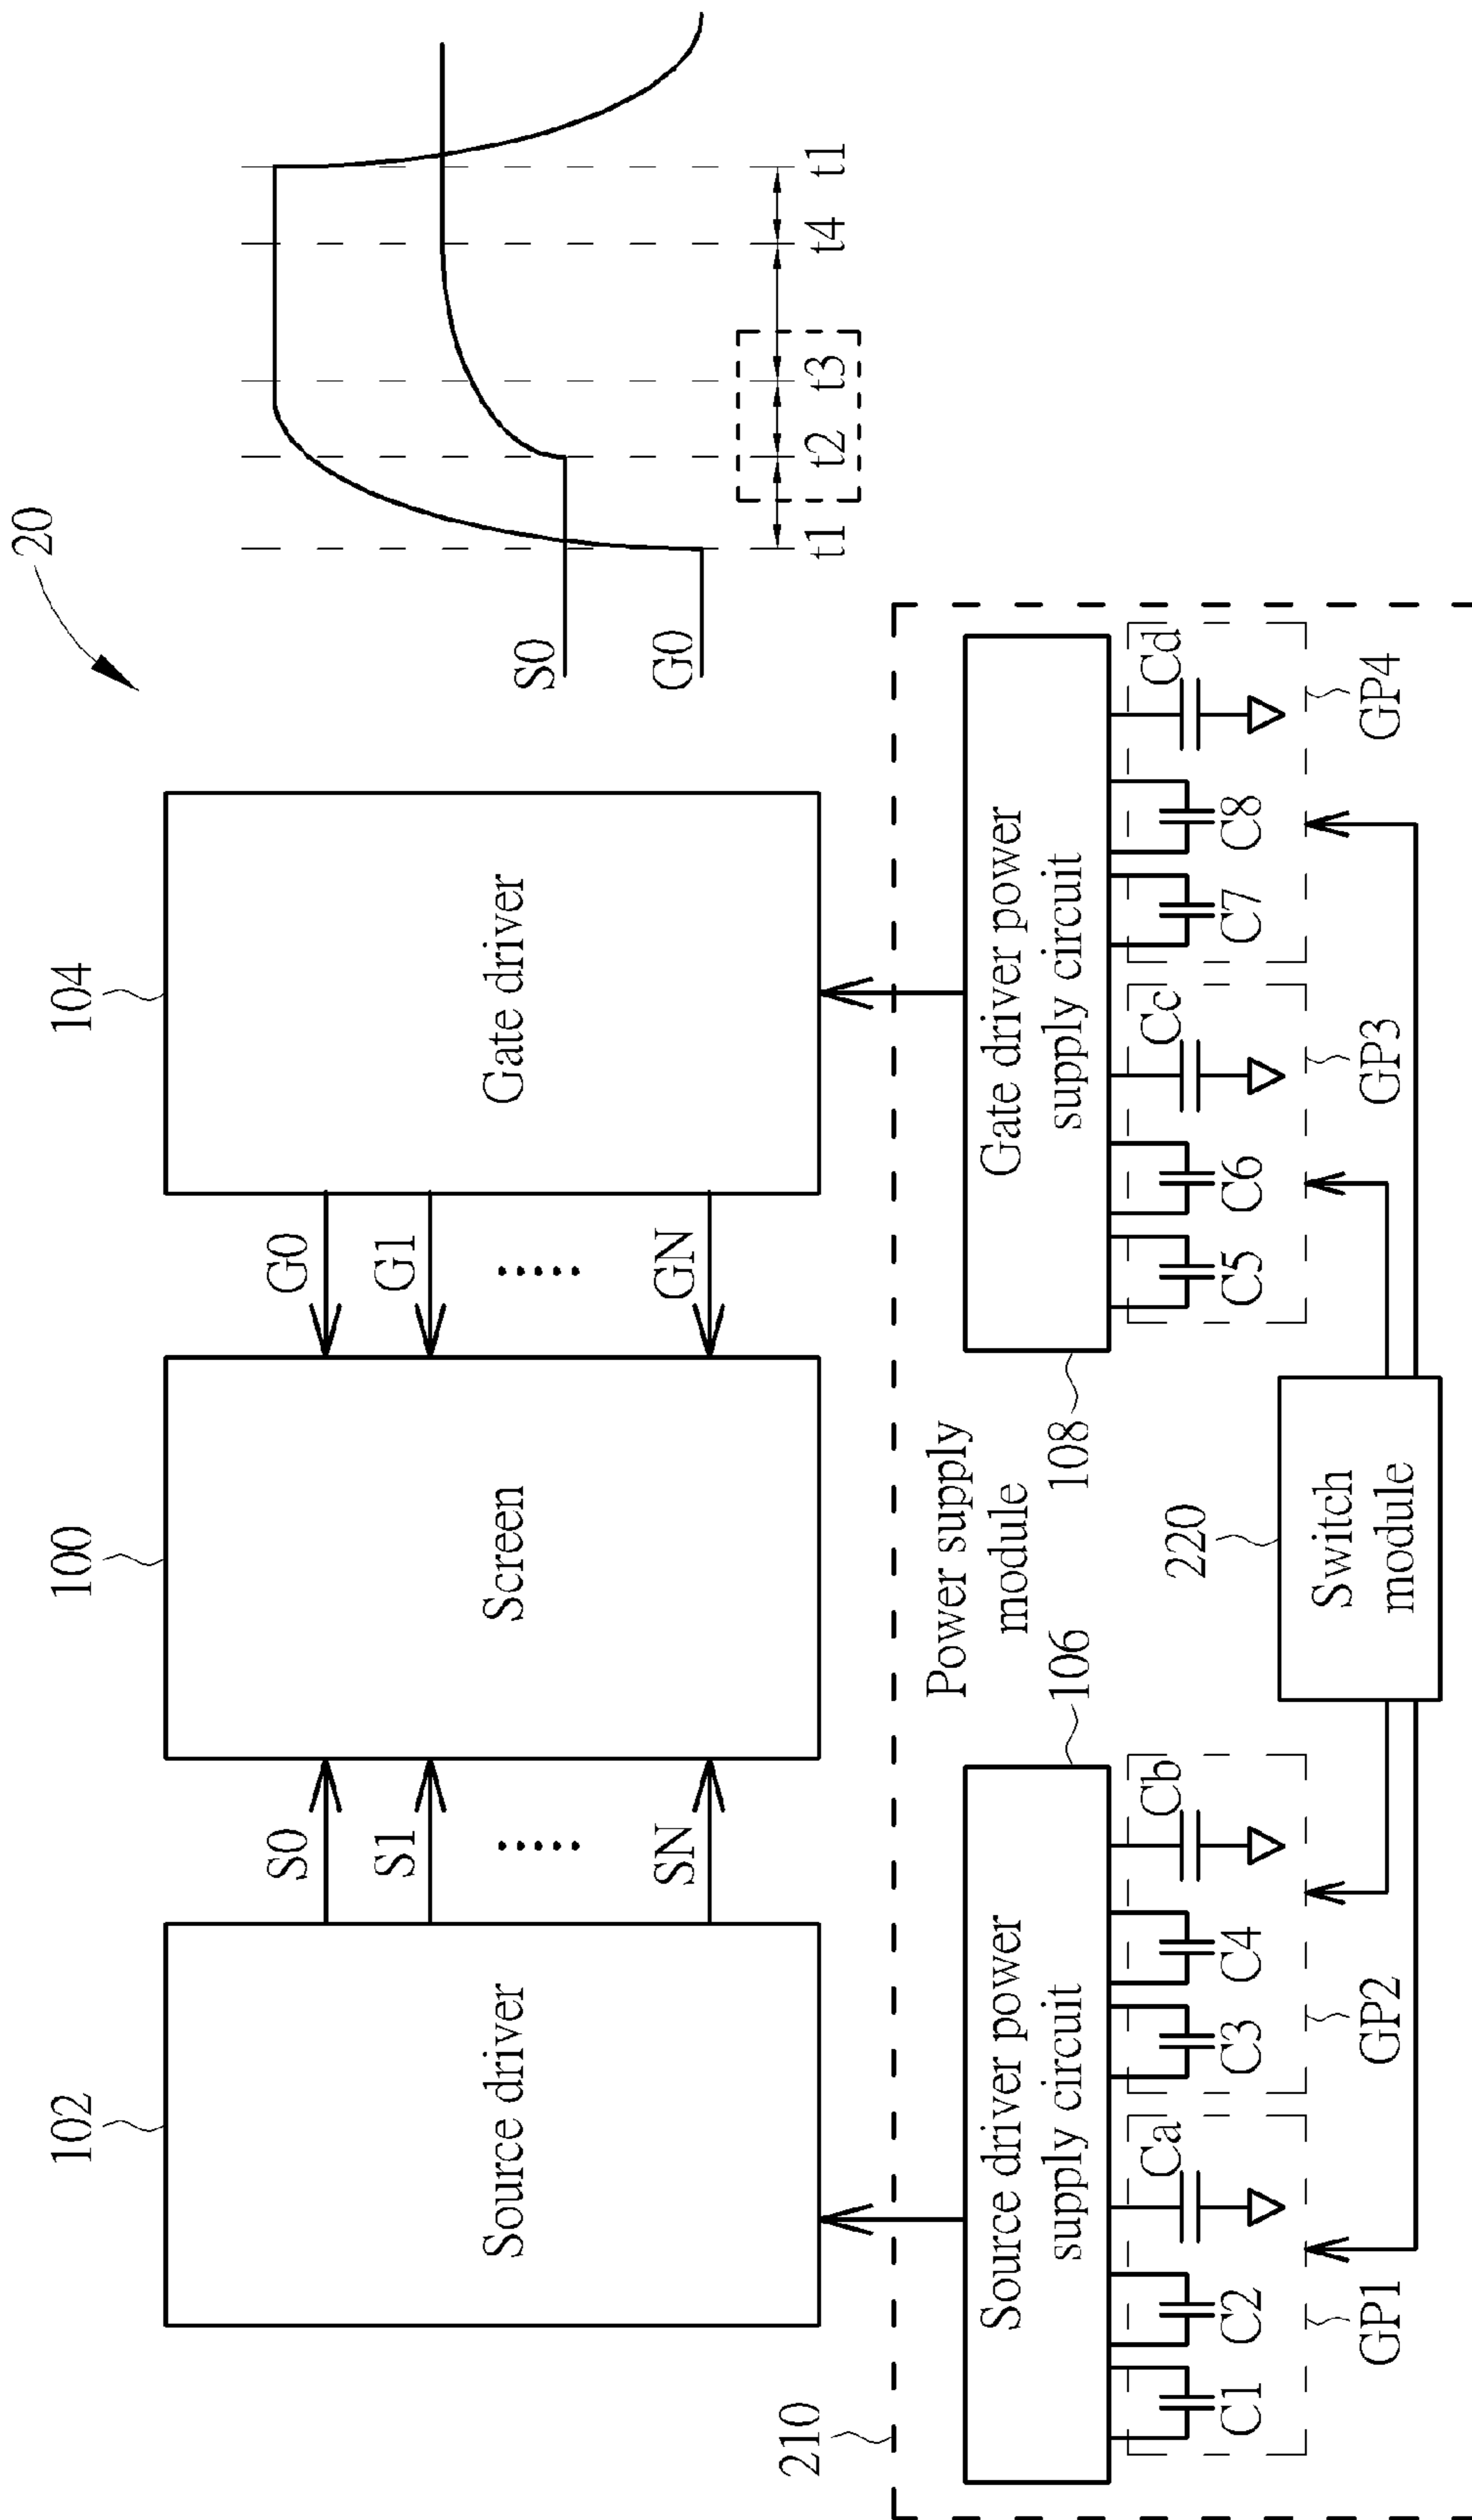 20
102
100
104
Source driver
Screen
Gate driver
S0
S1
SN
G0
G1
GN
S0
G0
t1
t2
t3
t4
t1
210
Power supply
module
106
108
Source driver power
supply circuit
Gate driver power
supply circuit
C1
C2
Ca
C3
C4
Cb
C5
C6
Cc
C7
C8
Cd
GP1
GP2
GP3
GP4
220
Switch
module